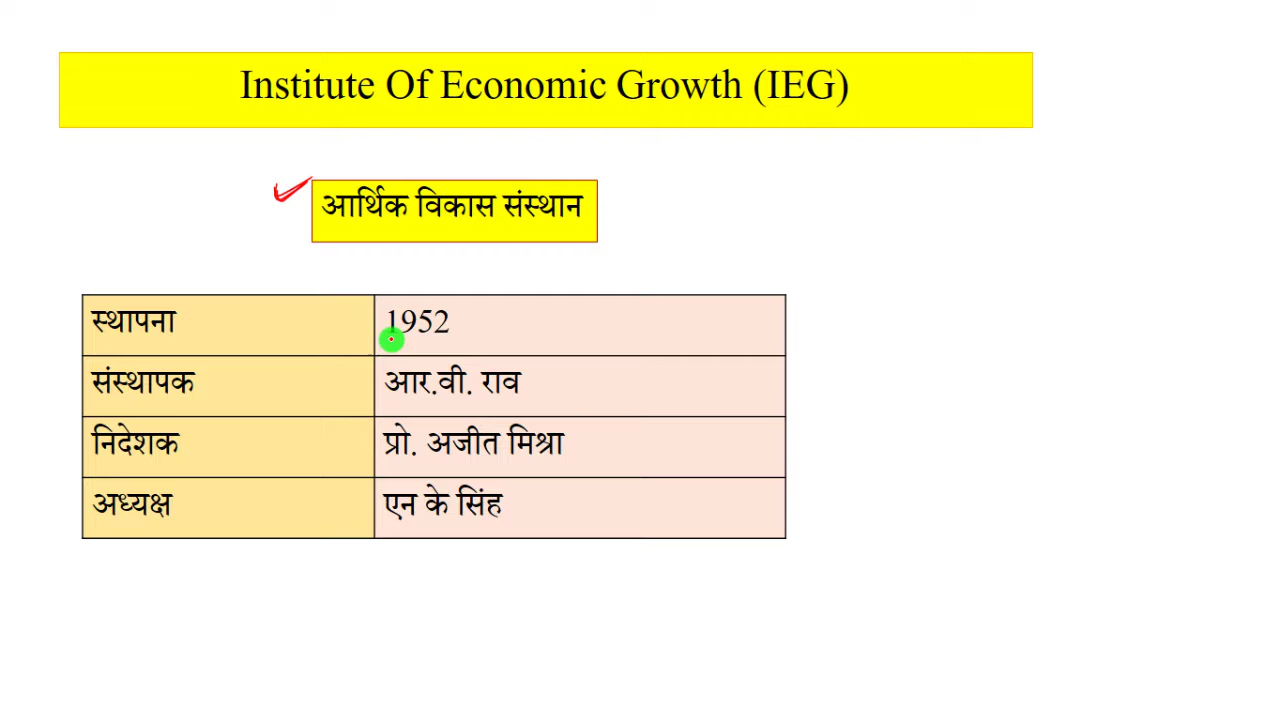 Institute Of Economic Growth (IEG)
आर्थिक विकास संस्थान
स्थापना 1952
संस्थापक आर.वी. राव
निदेशक प्रो. अजीत मिश्रा
अध्यक्ष एन के सिंह